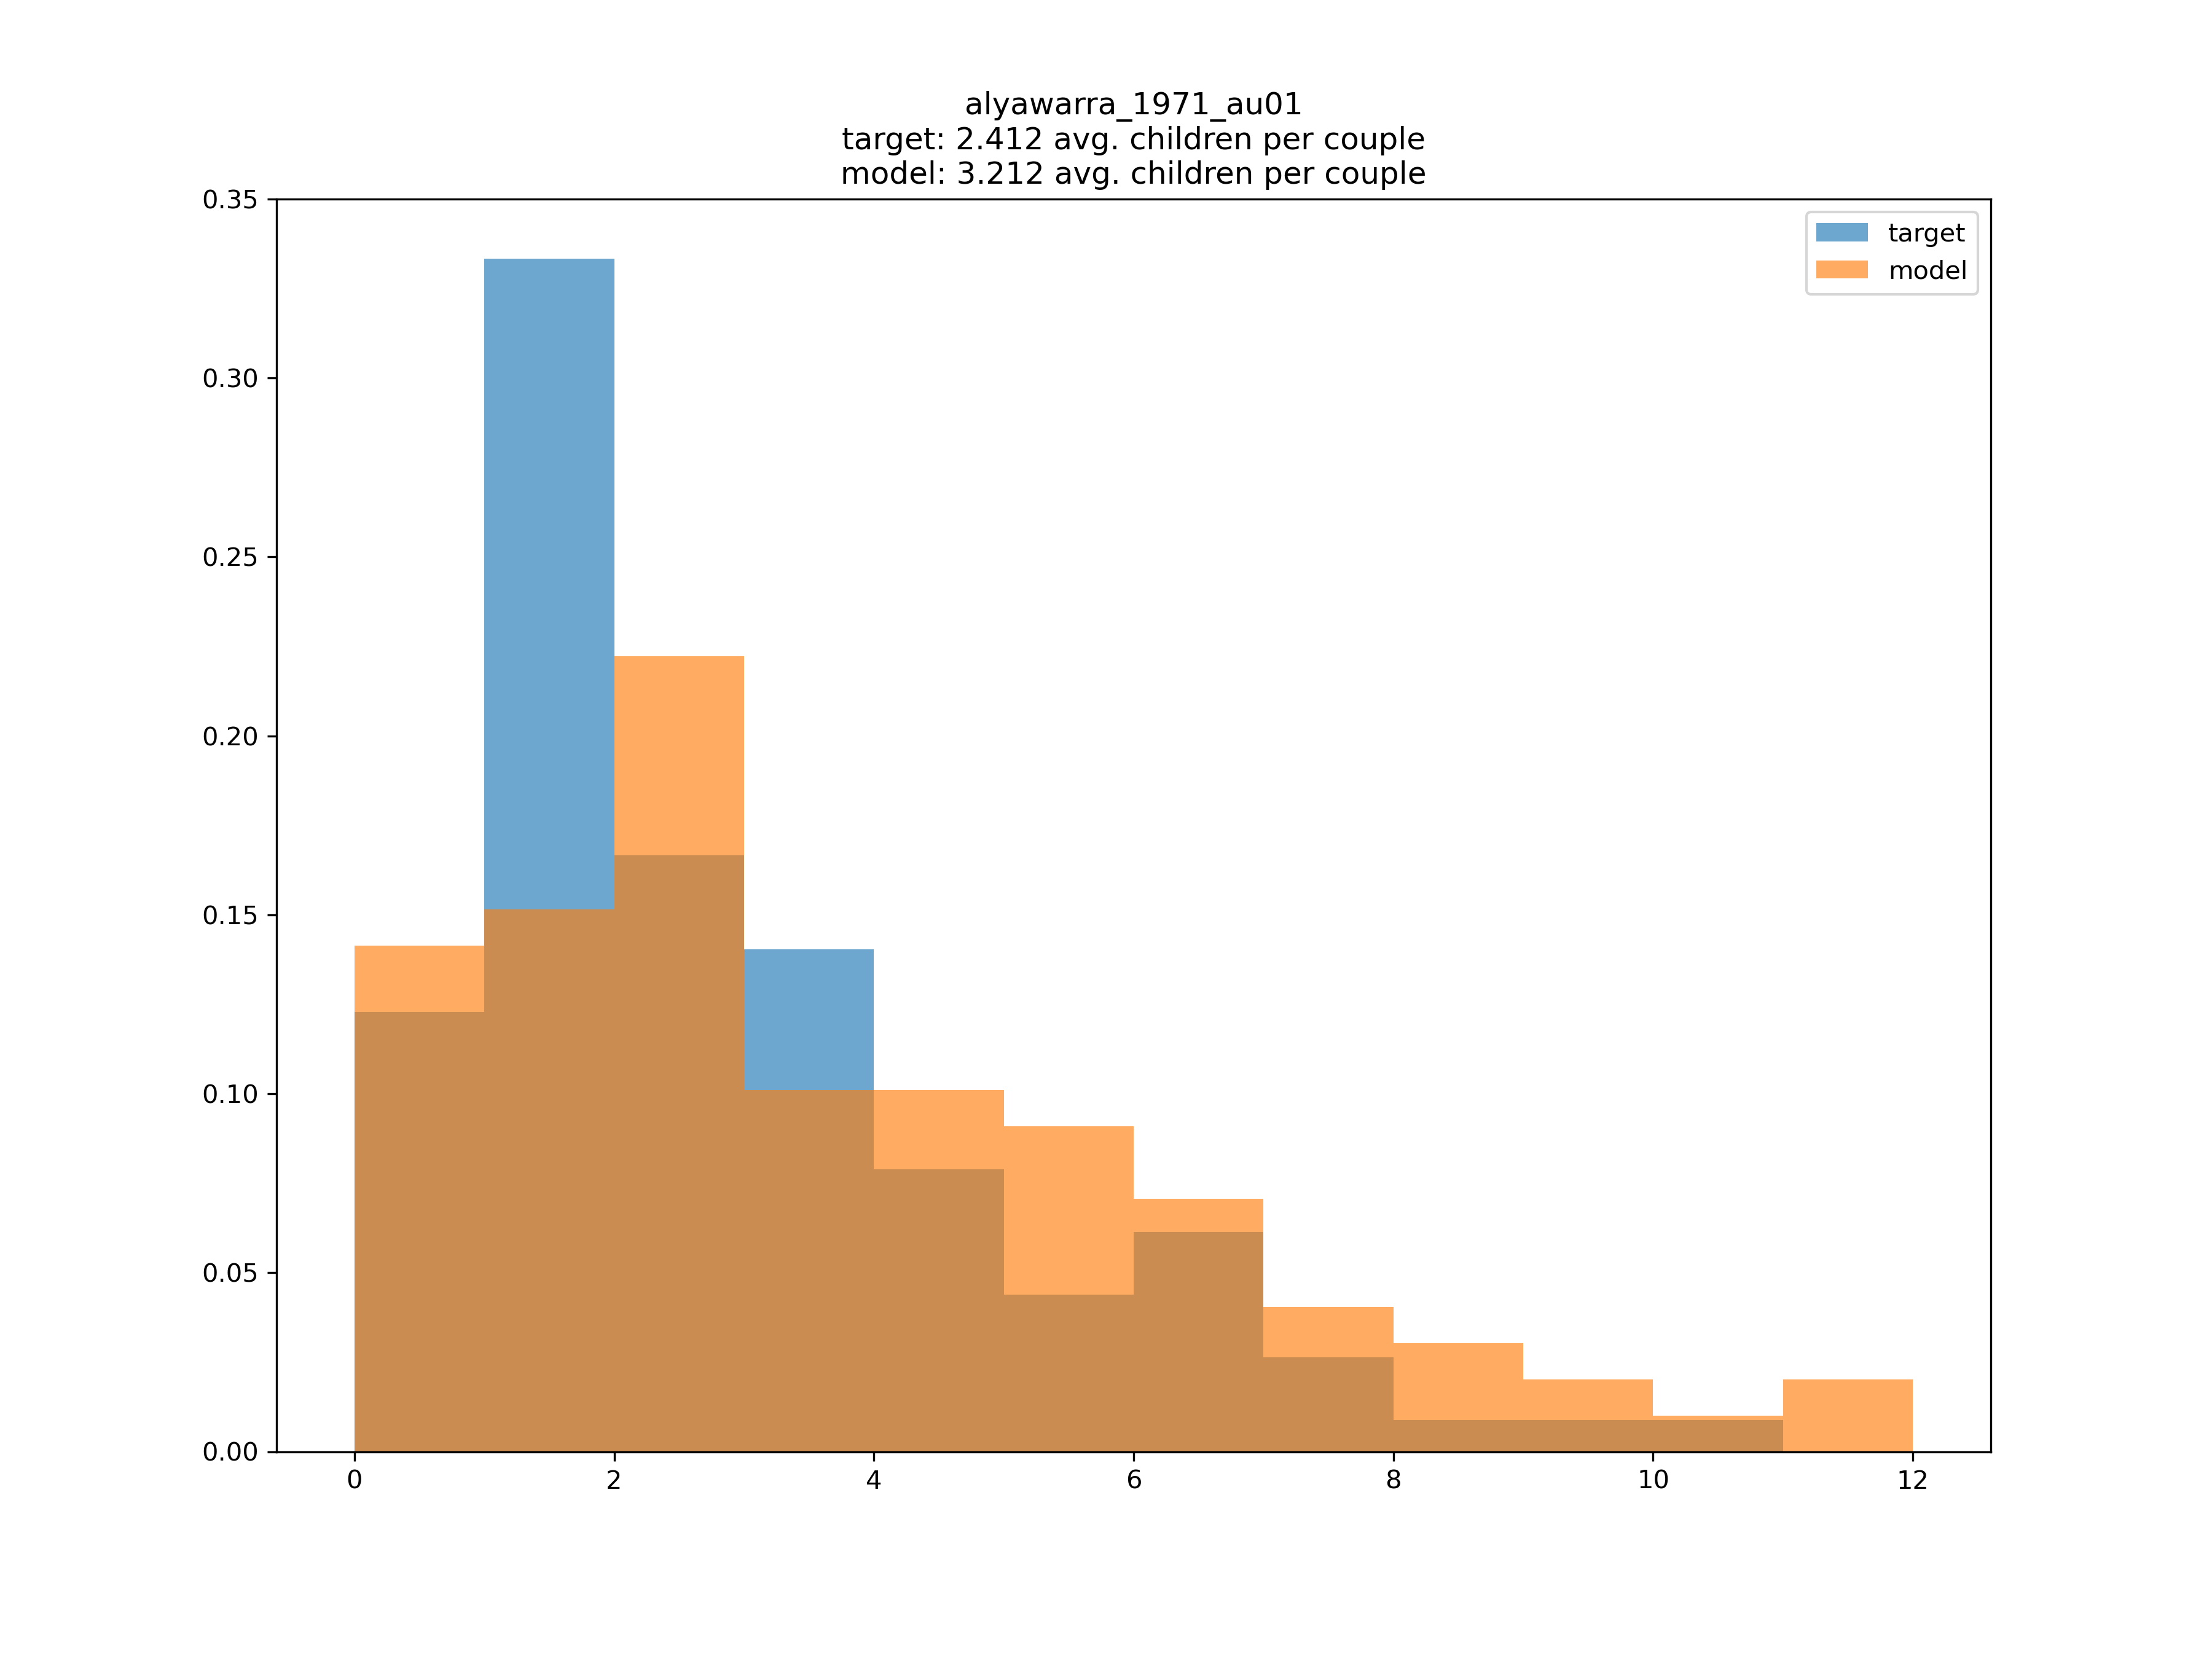 alyawarra_1971_au01
target: 2.412 avg. children per couple
model: 3.212 avg. children per couple
target
model
0.35
0.30
0.25
0.20
0.15
0.10
0.05
0.00
0 2 4 6 8 10 12